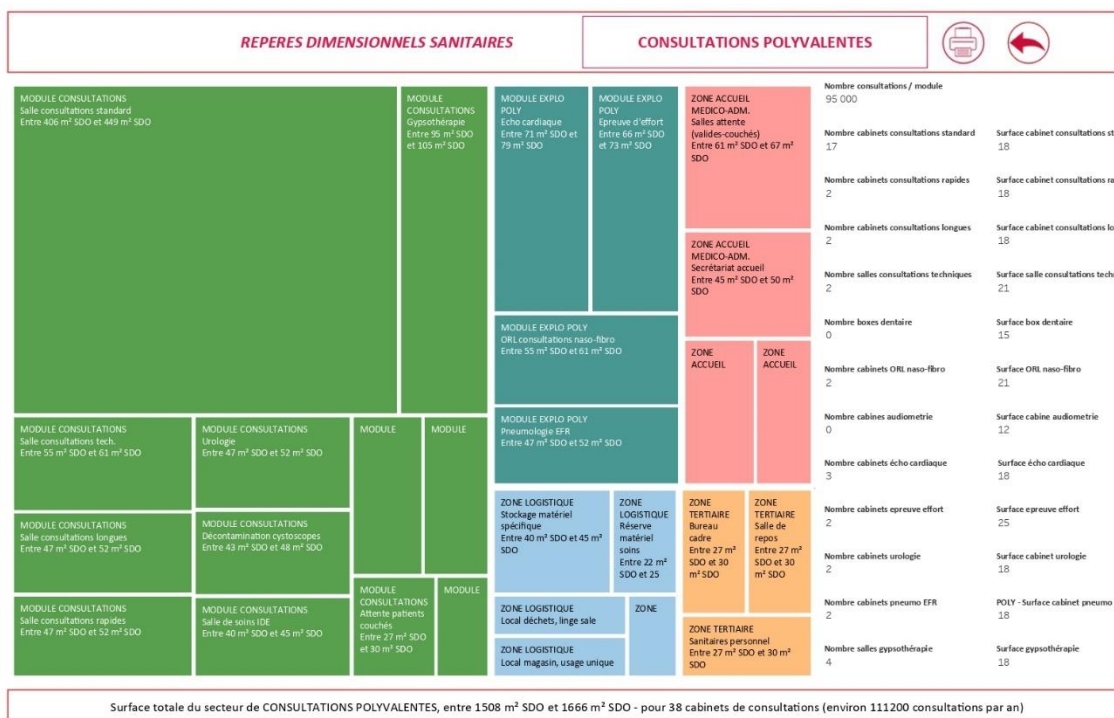 REPERES DIMENSIONNELS SANITAIRES
CONSULTATIONS POLYVALENTES
MODULE CONSULTATIONS
Salle consultations standard
Entre 406 m² SDO et 449 m² SDO
MODULE
CONSULTATIONS
Gypsothérapie
Entre 95 m² SDO
et 105 m² SDO
MODULE CONSULTATIONS
Salle consultations tech.
Entre 55 m² SDO et 61 m² SDO
MODULE CONSULTATIONS
Urologie
Entre 47 m² SDO et 52 m² SDO
MODULE
MODULE
MODULE CONSULTATIONS
Salle consultations longues
Entre 47 m² SDO et 52 m² SDO
MODULE CONSULTATIONS
Décontamination cystoscopes
Entre 43 m² SDO et 48 m² SDO
MODULE CONSULTATIONS
Salle consultations rapides
Entre 47 m² SDO et 52 m² SDO
MODULE CONSULTATIONS
Salle de soins IDE
Entre 40 m² SDO et 45 m² SDO
MODULE
CONSULTATIONS
Attente patients
couchés
Entre 27 m² SDO
et 30 m² SDO
MODULE
MODULE EXPLO
POLY
Echo cardiaque
Entre 71 m² SDO et
79 m² SDO
MODULE EXPLO
POLY
Epreuve d'effort
Entre 66 m² SDO
et 73 m² SDO
MODULE EXPLO POLY
ORL consultations naso-fibro
Entre 55 m² SDO et 61 m² SDO
MODULE EXPLO POLY
Pneumologie EFR
Entre 47 m² SDO et 52 m² SDO
ZONE ACCUEIL
MEDICO-ADM.
Salles attente
(valides-couchés)
Entre 61 m² SDO et 67 m²
SDO
ZONE ACCUEIL
MEDICO-ADM.
Secrétariat accueil
Entre 45 m² SDO et 50 m²
SDO
ZONE
ACCUEIL
ZONE
ACCUEIL
ZONE LOGISTIQUE
Stockage matériel
spécifique
Entre 40 m² SDO et 45 m²
SDO
ZONE
LOGISTIQUE
Réserve
matériel
soins
Entre 22 m²
SDO et 25
ZONE LOGISTIQUE
Local déchets, linge sale
ZONE LOGISTIQUE
Local magasin, usage unique
ZONE
ZONE
TERTIAIRE
Bureau
cadre
Entre 27 m²
SDO et 30
m² SDO
ZONE
TERTIAIRE
Salle de
repos
Entre 27 m²
SDO et 30
m² SDO
ZONE TERTIAIRE
Sanitaires personnel
Entre 27 m² SDO et 30 m²
SDO
Nombre consultations / module
95 000
Nombre cabinets consultations standard
17
Surface cabinet consultations st
18
Nombre cabinets consultations rapides
2
Surface cabinet consultations ra
18
Nombre cabinets consultations longues
2
Surface cabinet consultations lo
18
Nombre salles consultations techniques
2
Surface salle consultations tech
21
Nombre boxes dentaire
0
Surface box dentaire
15
Nombre cabinets ORL naso-fibro
2
Surface ORL naso-fibro
21
Nombre cabines audiometrie
0
Surface cabine audiometrie
12
Nombre cabinets écho cardiaque
3
Surface écho cardiaque
18
Nombre cabinets epreuve effort
2
Surface epreuve effort
25
Nombre cabinets urologie
2
Surface cabinet urologie
18
Nombre cabinets pneumo EFR
2
POLY - Surface cabinet pneumo
18
Nombre salles gypsothérapie
4
Surface gypsothérapie
18
Surface totale du secteur de CONSULTATIONS POLYVALENTES, entre 1508 m² SDO et 1666 m² SDO - pour 38 cabinets de consultations (environ 111200 consultations par an)